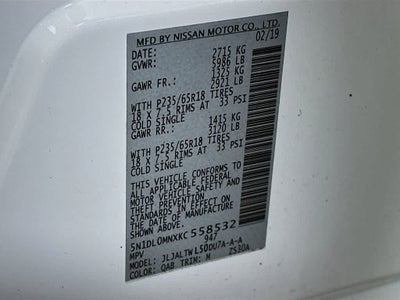 MFD BY NISSAN MOTOR CO., LTD.
DATE: 02/19
GVWR: 2715 KG
5986 LB
GAWR FR.: 1325 KG
2921 LB
WITH P235/65R18 TIRES
18 X 7.5 RIMS AT 33 PSI
COLD SINGLE
GAWR RR.: 1415 KG
3120 LB
WITH P235/65R18 TIRES
18 X 7.5 RIMS AT 33 PSI
COLD SINGLE
THIS VEHICLE CONFORMS TO
ALL APPLICABLE FEDERAL
MOTOR VEHICLE SAFETY AND
THEFT PREVENTION
STANDARDS IN EFFECT ON
THE DATE OF MANUFACTURE
SHOWN ABOVE.
5N1DL0MNXKC558532
MPV 947
MODEL: JLJALTWL50DU7A-A-A
COLOR: QAB TRIM: M